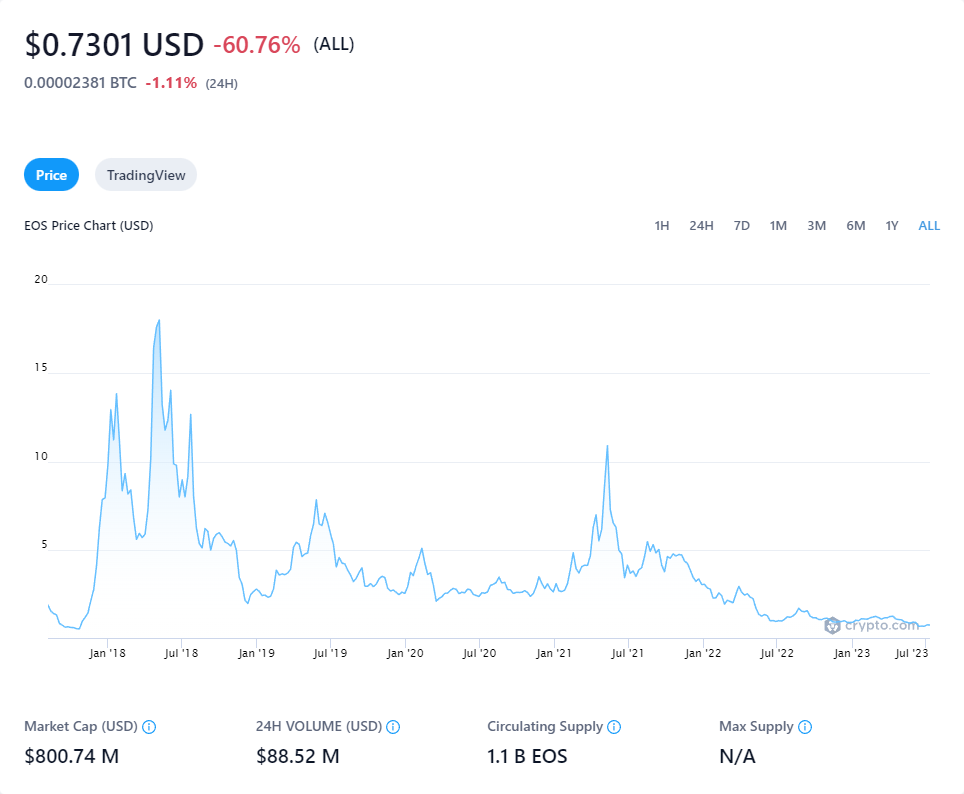 $0.7301 USD -60.76% (ALL)
0.00002381 BTC -1.11% (24H)
Price TradingView
EOS Price Chart (USD) 1H 24H 7D 1M 3M 6M 1Y ALL
20
15
10
5
crypto.com
Jan '18 Jul '18 Jan '19 Jul '19 Jan '20 Jul '20 Jan '21 Jul '21 Jan '22 Jul '22 Jan '23 Jul '23
Market Cap (USD) 24H VOLUME (USD) Circulating Supply Max Supply
$800.74 M $88.52 M 1.1 B EOS N/A